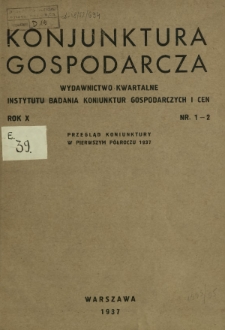 KONJUNKTURA
GOSPODARCZA
WYDAWNICTWO KWARTALNE
INSTYTUTU BADANIA KONJUNKTUR GOSPODARCZYCH I CEN
ROK X NR. 1—2
E.
39.
PRZEGLĄD KONIUNKTURY
W PIERWSZYM PÓŁROCZU 1937
WARSZAWA
1937